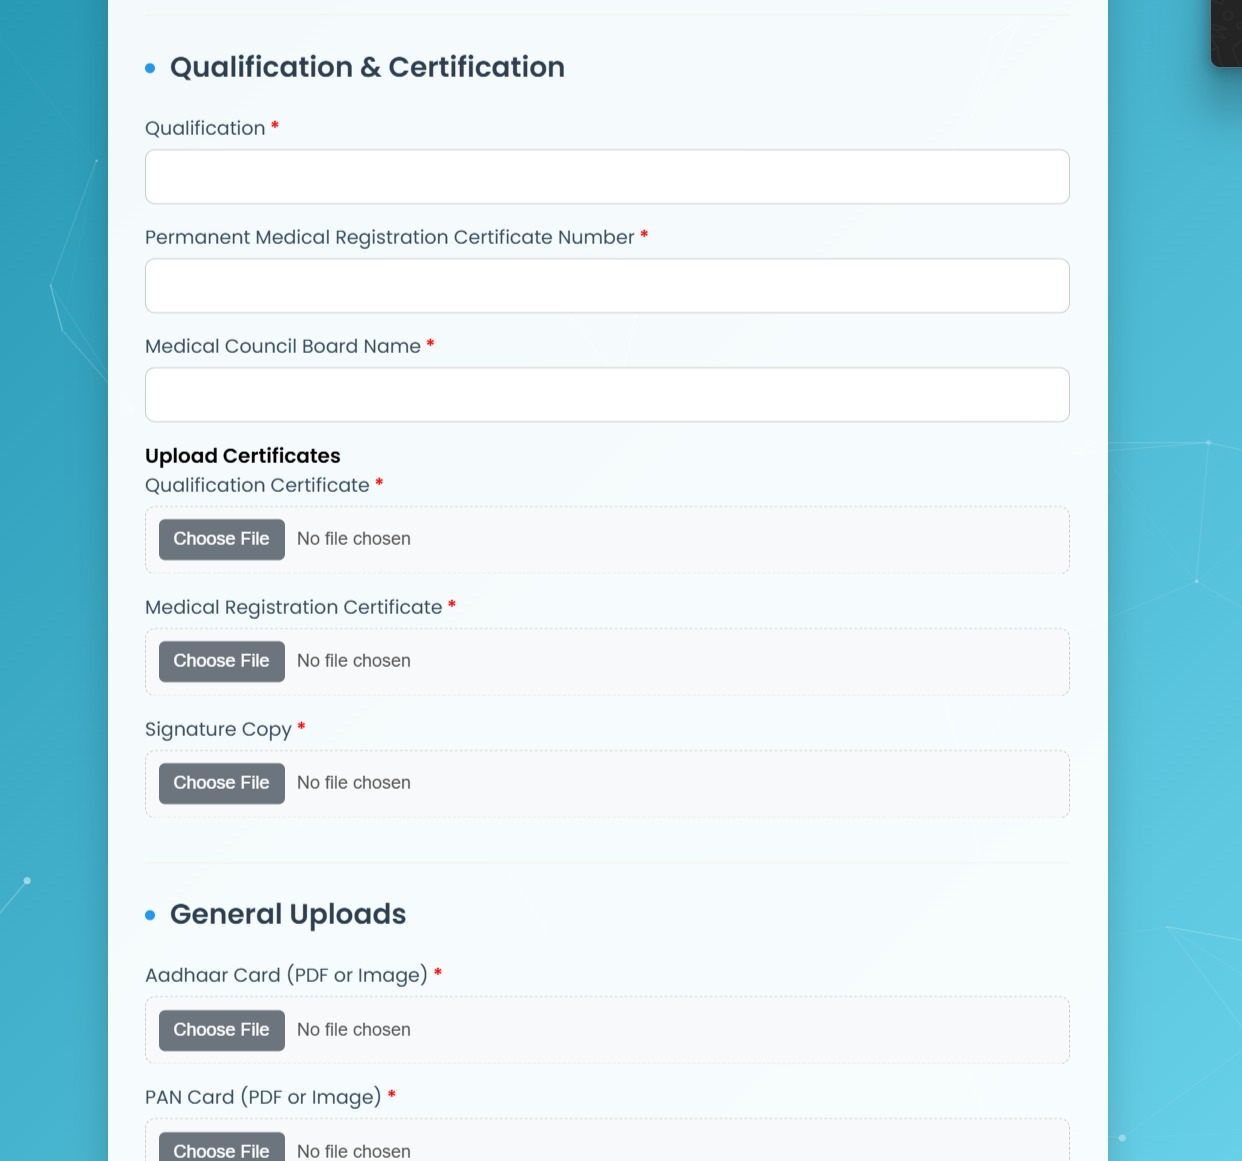 Qualification & Certification
Qualification *
Permanent Medical Registration Certificate Number *
Medical Council Board Name *
Upload Certificates
Qualification Certificate *
Choose File No file chosen
Medical Registration Certificate *
Choose File No file chosen
Signature Copy *
Choose File No file chosen
General Uploads
Aadhaar Card (PDF or Image) *
Choose File No file chosen
PAN Card (PDF or Image) *
Choose File No file chosen